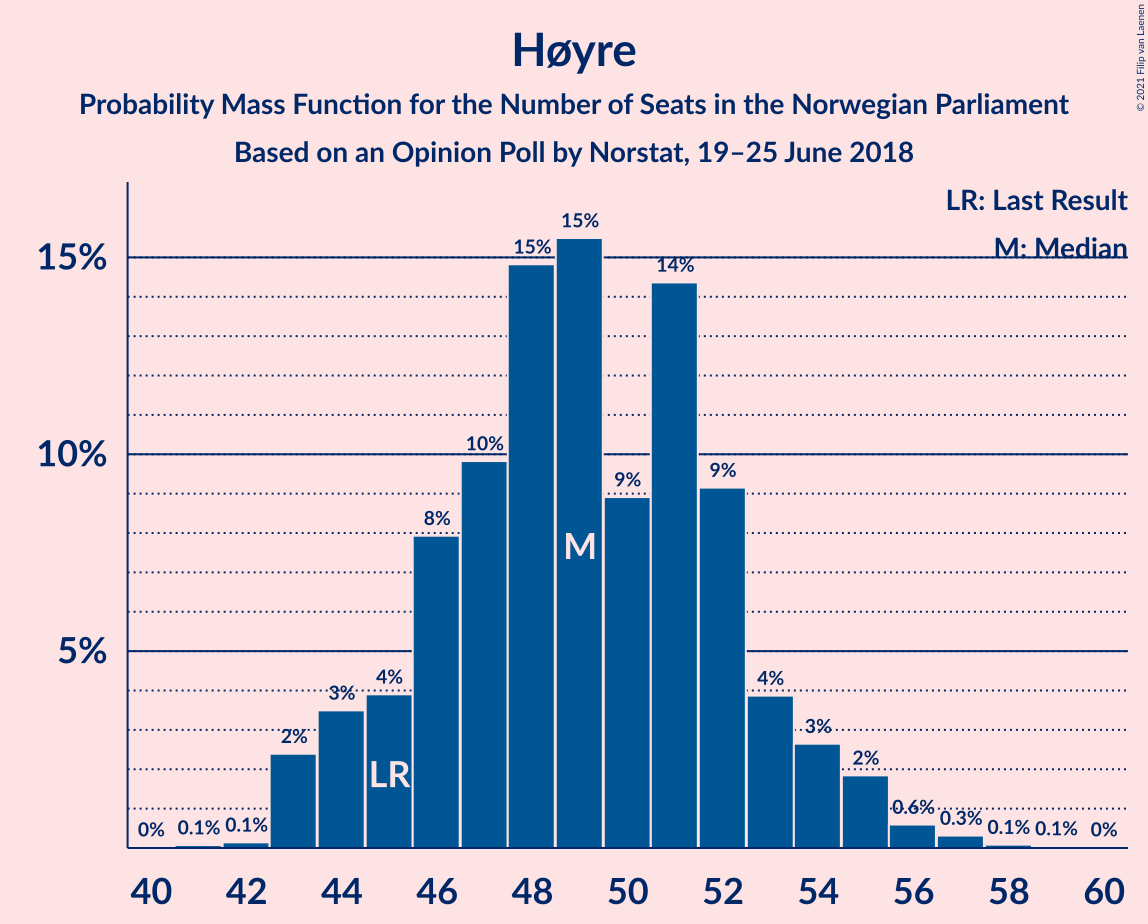 Høyre
Probability Mass Function for the Number of Seats in the Norwegian Parliament
Based on an Opinion Poll by Norstat, 19–25 June 2018
© 2021 Filip van Laenen
LR: Last Result
M: Median
15%
10%
5%
0%
0.1%
0.1%
2%
3%
4%
8%
10%
15%
15%
9%
14%
9%
4%
3%
2%
0.6%
0.3%
0.1%
0.1%
0%
LR
M
40 42 44 46 48 50 52 54 56 58 60